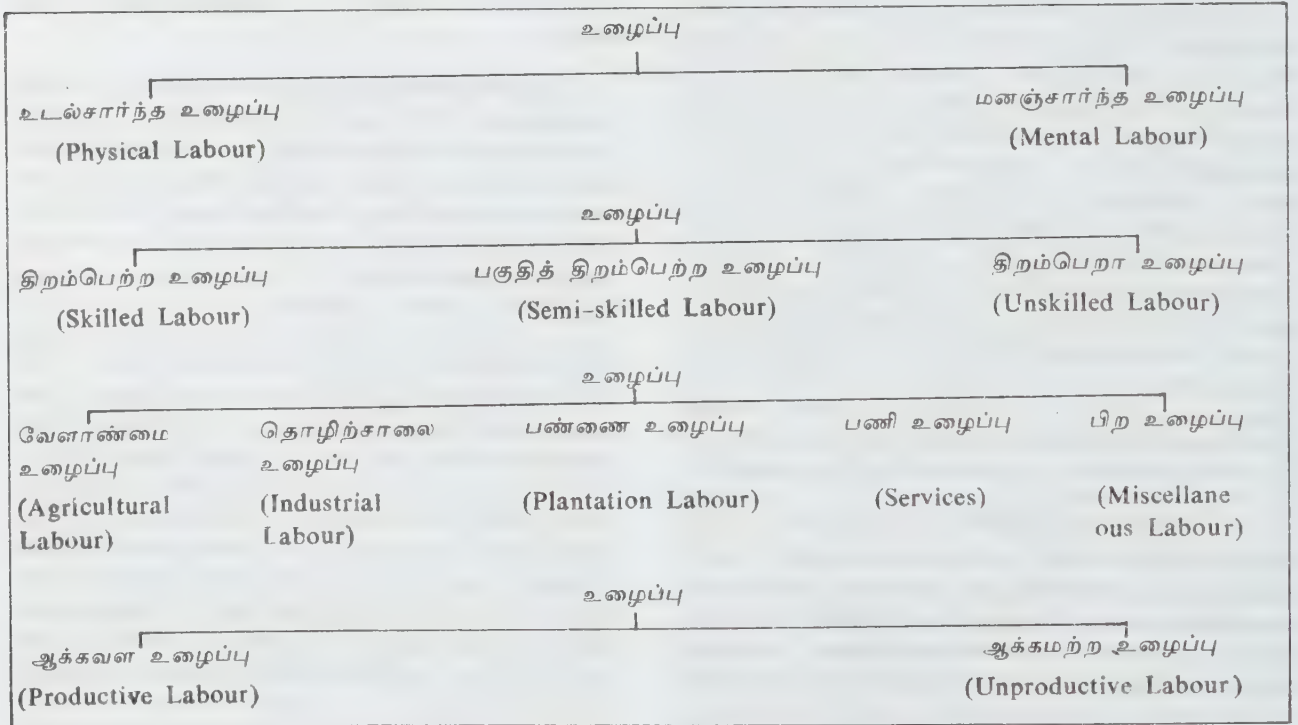 உழைப்பு
உடல்சார்ந்த உழைப்பு மனஞ்சார்ந்த உழைப்பு
(Physical Labour) (Mental Labour)
உழைப்பு
திறம்பெற்ற உழைப்பு பகுதித் திறம்பெற்ற உழைப்பு திறம்பெறா உழைப்பு
(Skilled Labour) (Semi-skilled Labour) (Unskilled Labour)
உழைப்பு
வேளாண்மை தொழிற்சாலை பண்ணை உழைப்பு பணி உழைப்பு பிற உழைப்பு
உழைப்பு உழைப்பு
(Agricultural (Industrial (Plantation Labour) (Services) (Miscellane
Labour) Labour) ous Labour)
உழைப்பு
ஆக்கவள உழைப்பு ஆக்கமற்ற உழைப்பு
(Productive Labour) (Unproductive Labour)